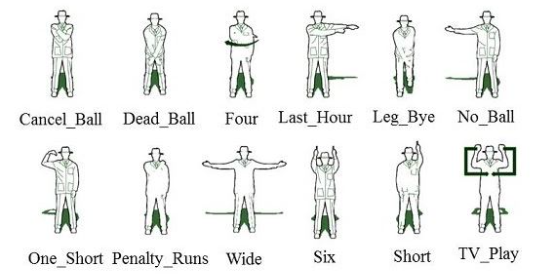 Cancel_Ball Dead_Ball Four Last_Hour Leg_Bye No_Ball
One_Short Penalty_Runs Wide Six Short TV_Play